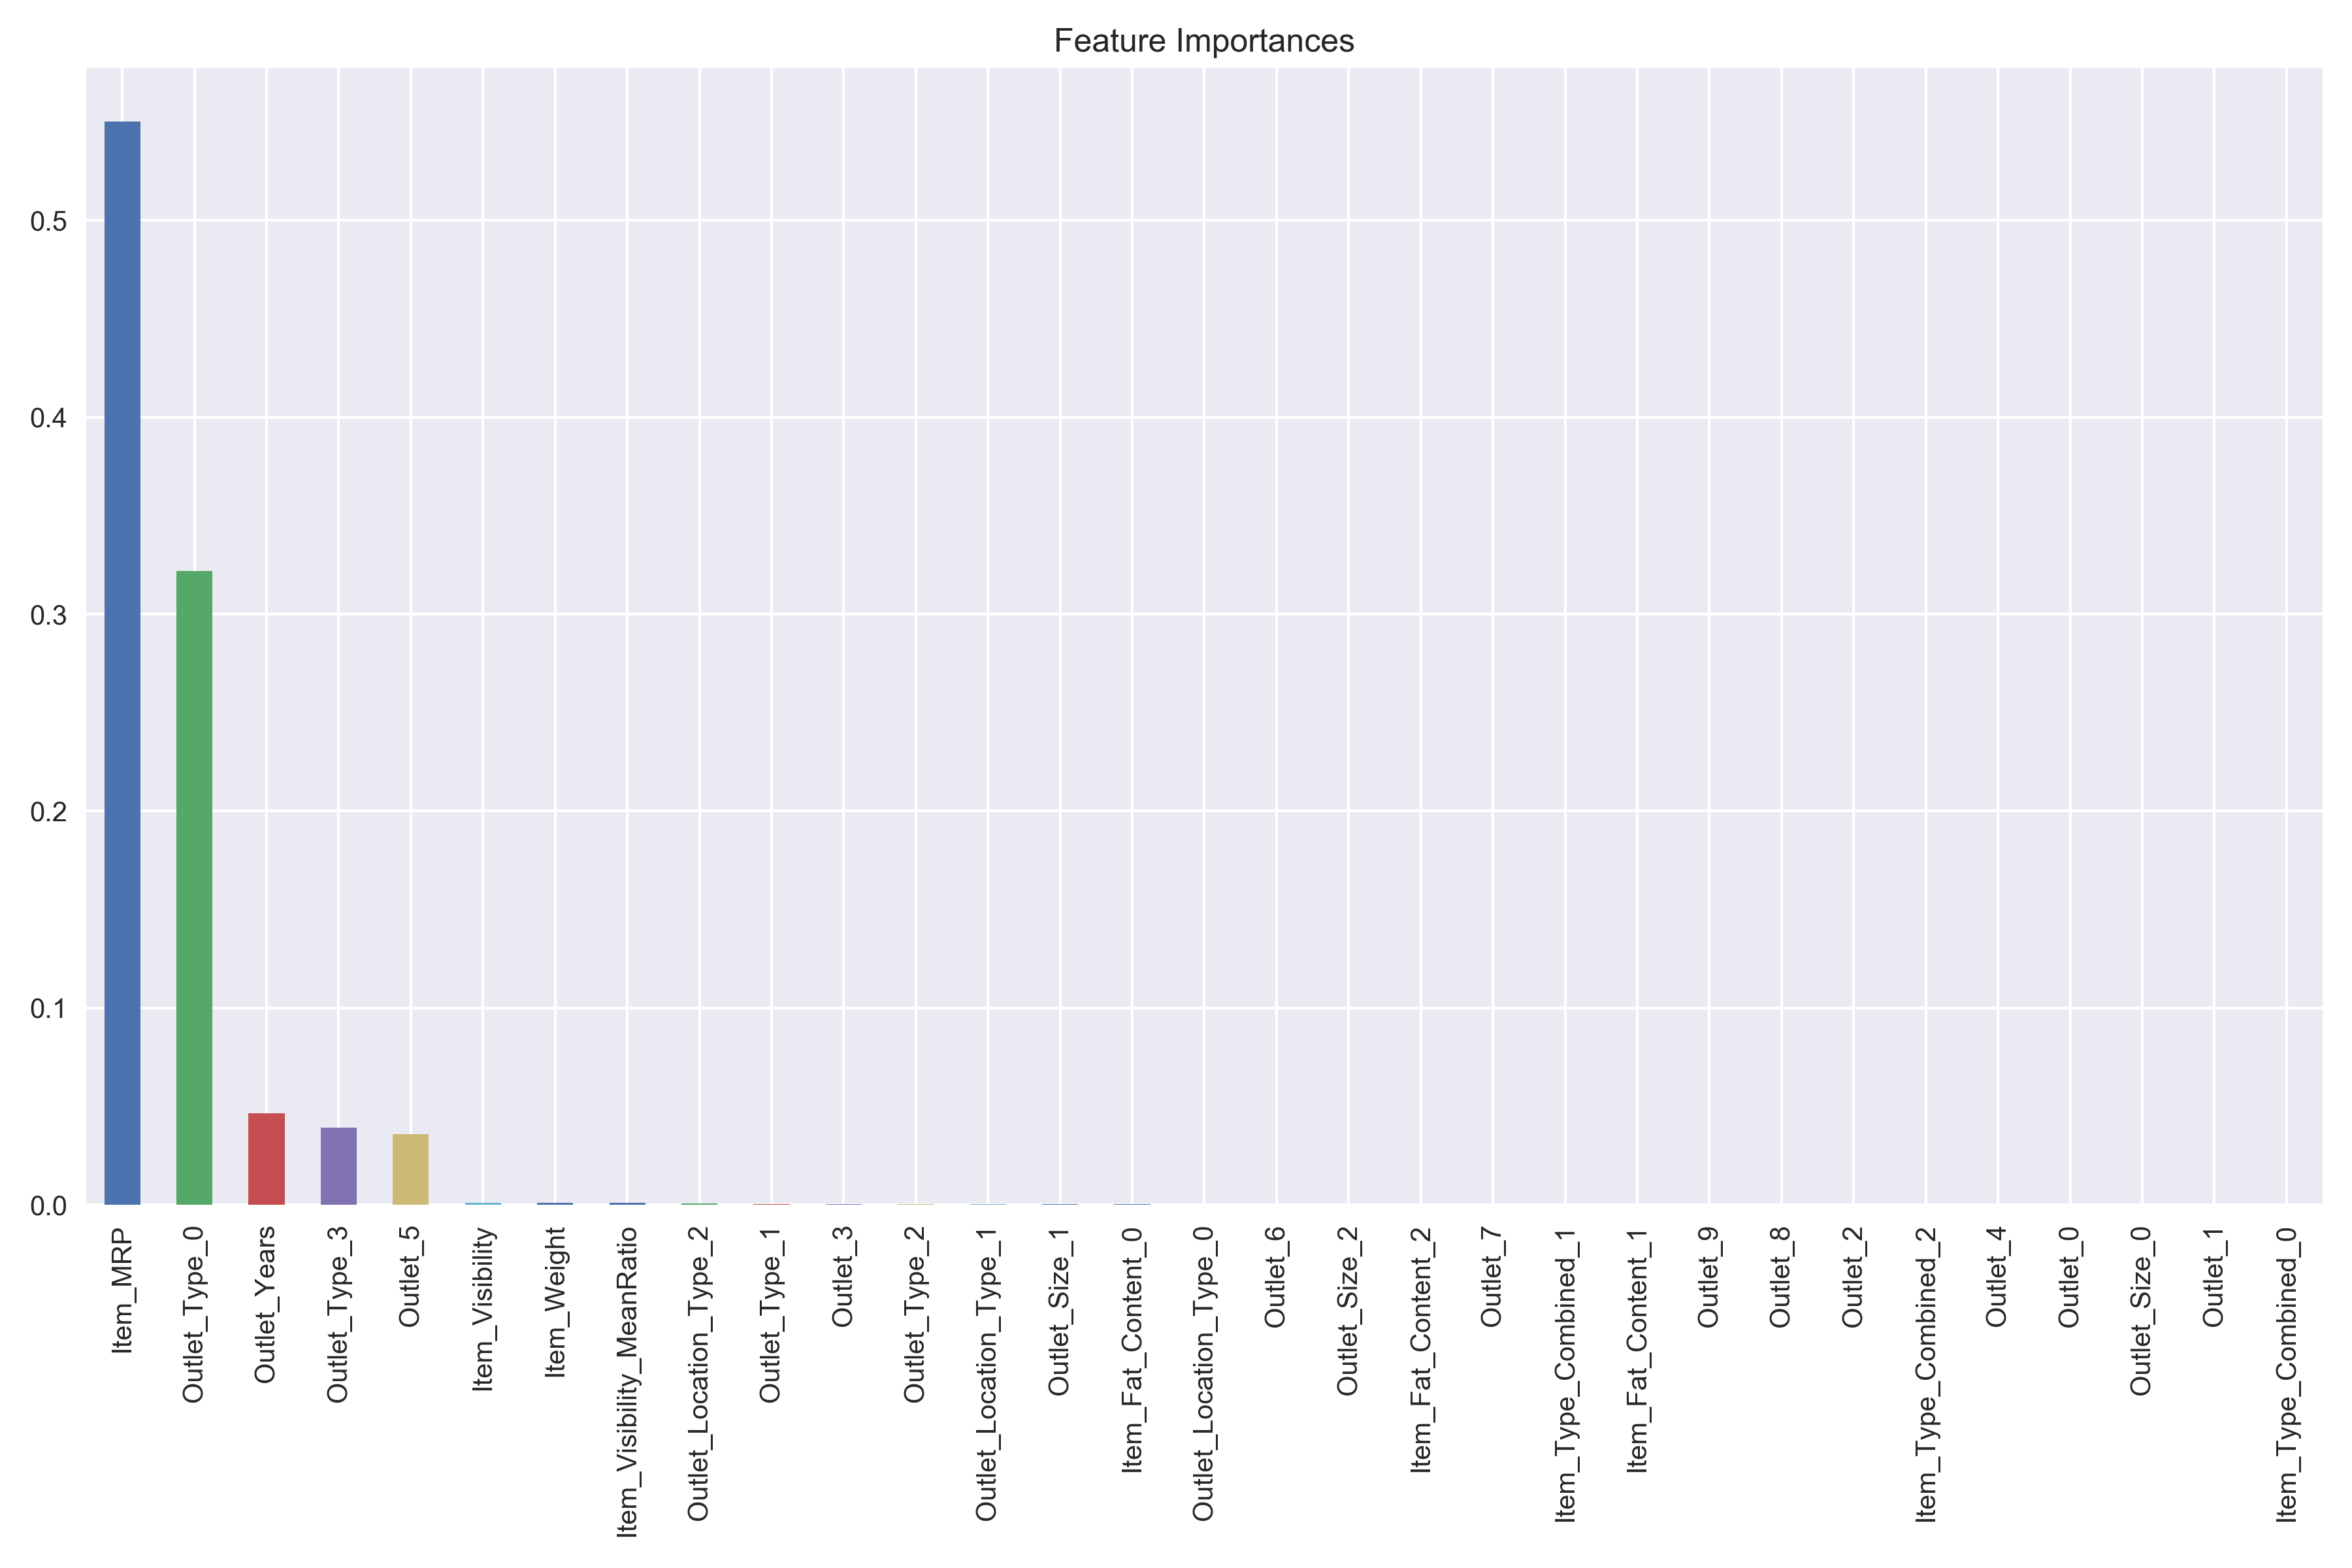 Feature Importances
0.5
0.4
0.3
0.2
0.1
0.0
Item_MRP
Outlet_Type_0
Outlet_Years
Outlet_Type_3
Outlet_5
Item_Visibility
Item_Weight
Item_Visibility_MeanRatio
Outlet_Location_Type_2
Outlet_Type_1
Outlet_3
Outlet_Type_2
Outlet_Location_Type_1
Outlet_Size_1
Item_Fat_Content_0
Outlet_Location_Type_0
Outlet_6
Outlet_Size_2
Item_Fat_Content_2
Outlet_7
Item_Type_Combined_1
Item_Fat_Content_1
Outlet_9
Outlet_8
Outlet_2
Item_Type_Combined_2
Outlet_4
Outlet_0
Outlet_Size_0
Outlet_1
Item_Type_Combined_0